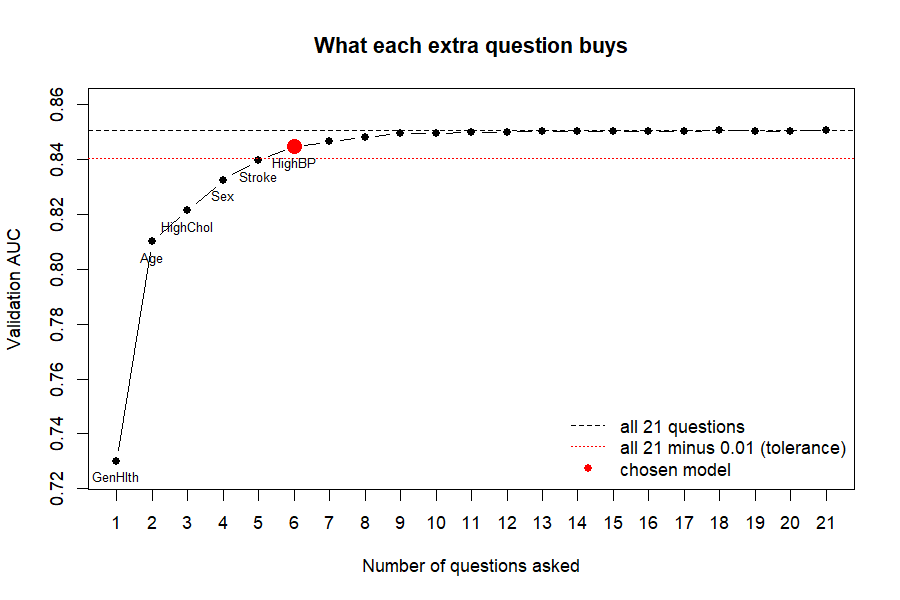 What each extra question buys
Validation AUC
0.86
0.84
0.82
0.80
0.78
0.76
0.74
0.72
GenHlth
Age
HighChol
Sex
Stroke
HighBP
all 21 questions
all 21 minus 0.01 (tolerance)
chosen model
1 2 3 4 5 6 7 8 9 10 11 12 13 14 15 16 17 18 19 20 21
Number of questions asked